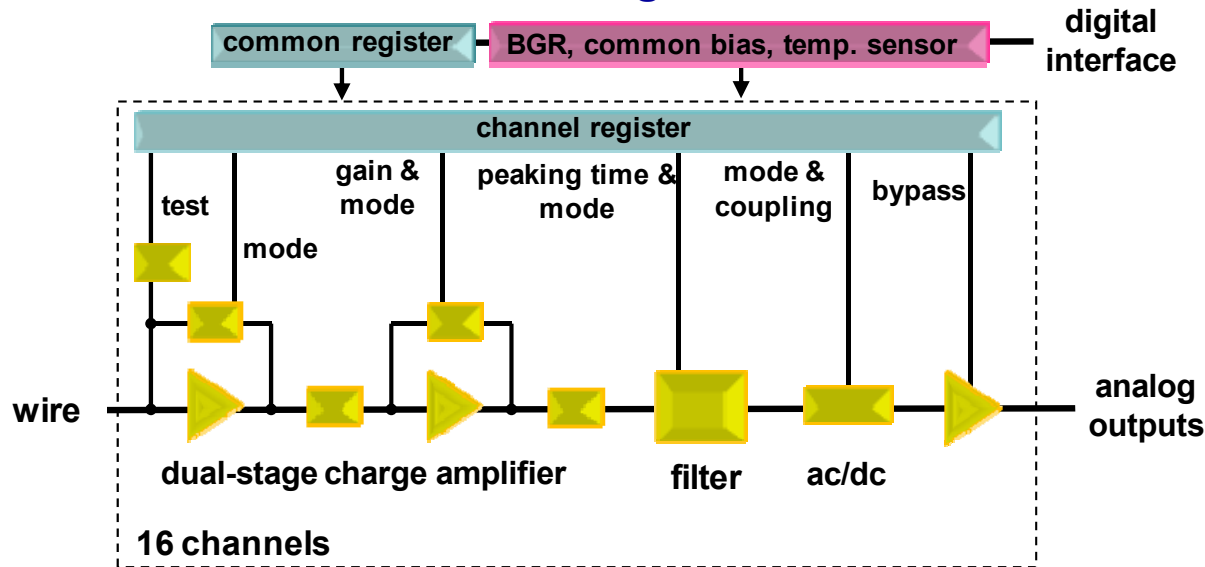 common register
BGR, common bias, temp. sensor
digital
interface
channel register
test
mode
gain &
mode
peaking time &
mode
mode &
coupling
bypass
wire
analog
outputs
dual-stage charge amplifier
filter
ac/dc
16 channels